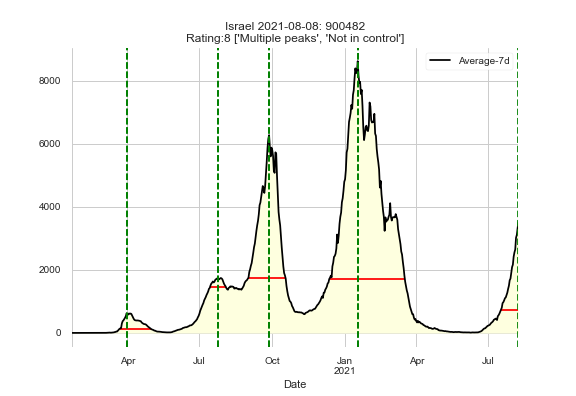 Israel 2021-08-08: 900482
Rating:8 ['Multiple peaks', 'Not in control']
Average-7d
8000
6000
4000
2000
0
Apr
Jul
Oct
Jan
2021
Apr
Jul
Date